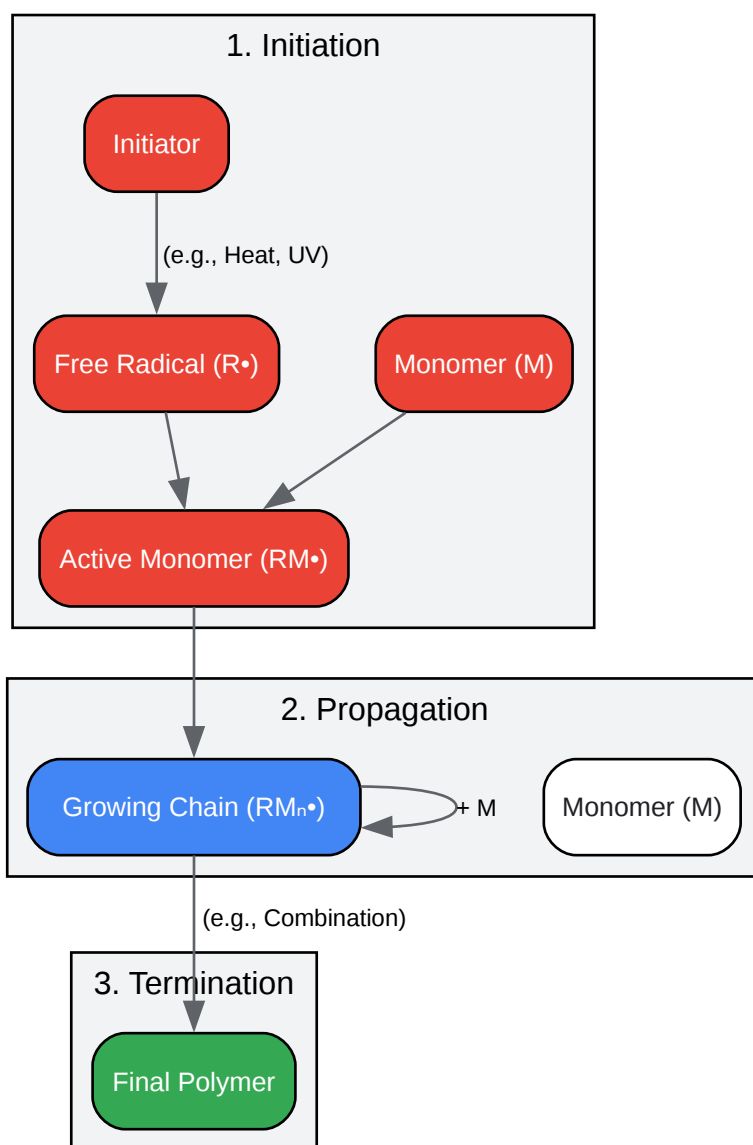 1. Initiation
Initiator
(e.g., Heat, UV)
Free Radical (R•)
Monomer (M)
Active Monomer (RM•)
2. Propagation
Growing Chain (RMₙ•)
+ M
Monomer (M)
(e.g., Combination)
3. Termination
Final Polymer